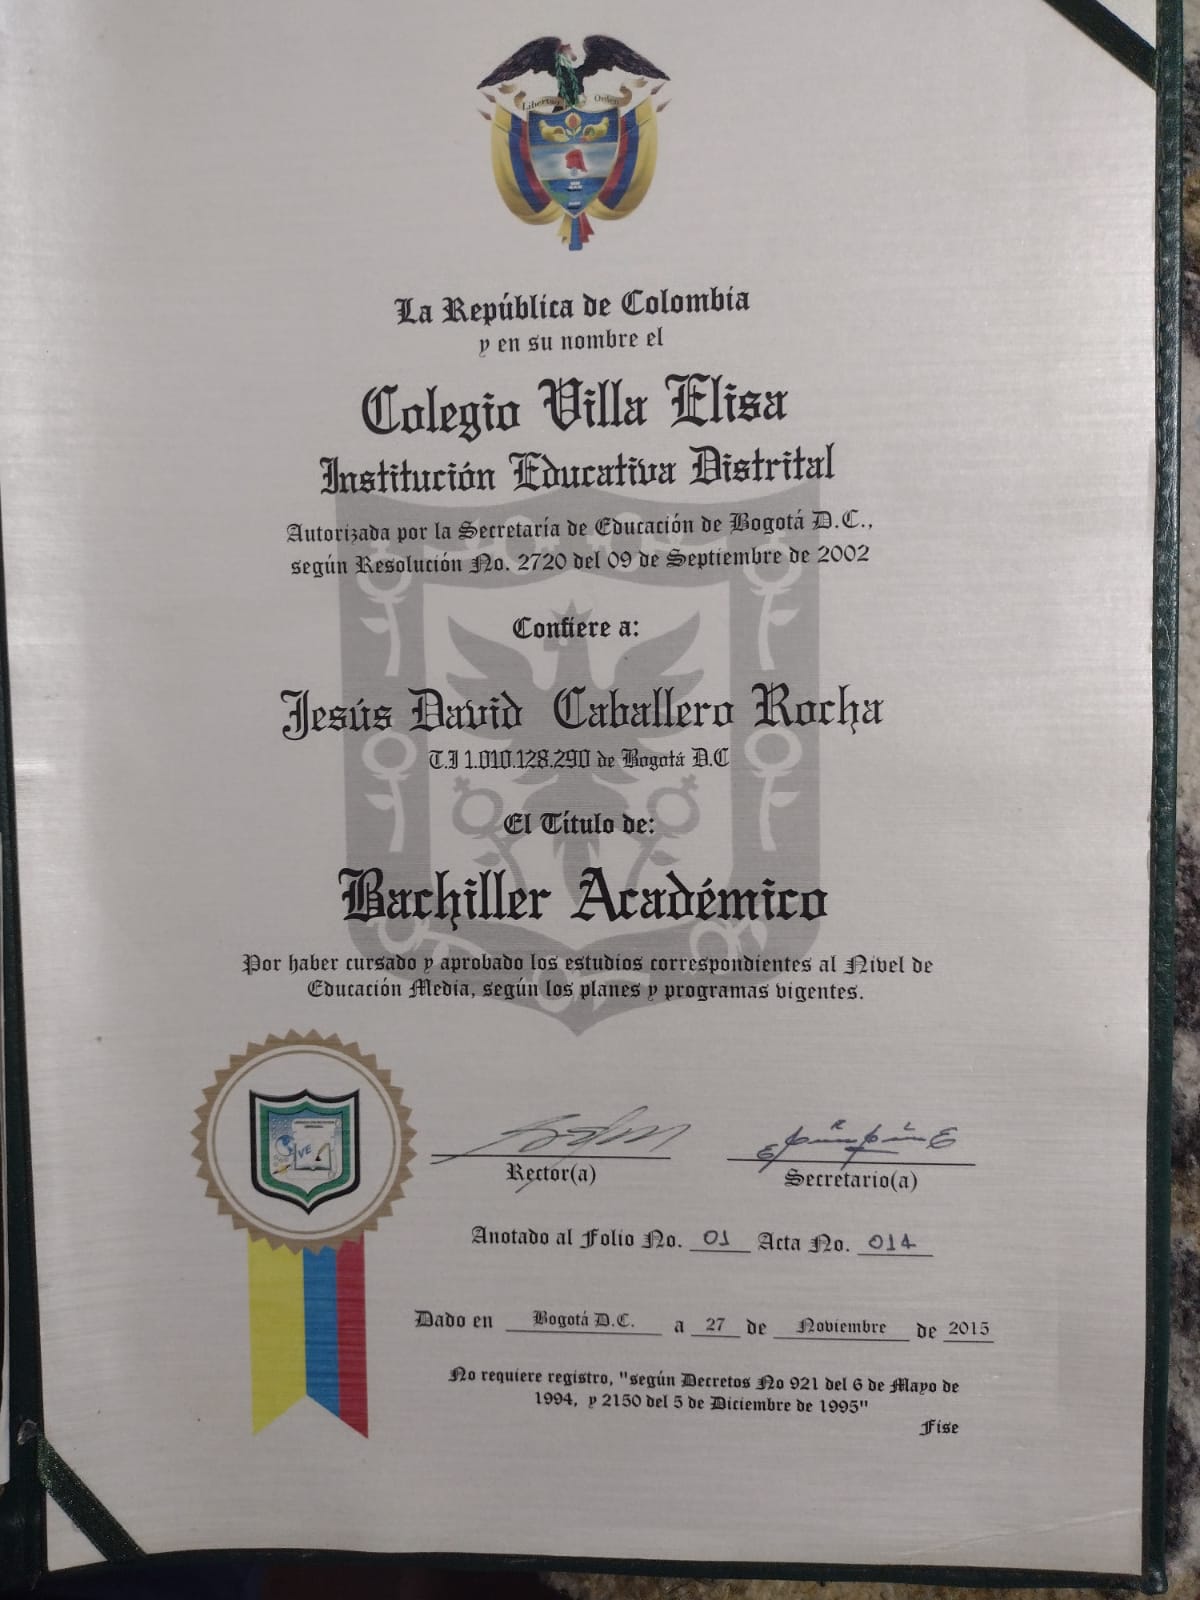 Libertad y Orden
La República de Colombia
y en su nombre el
Colegio Villa Elisa
Institución Educativa Distrital
Autorizada por la Secretaría de Educación de Bogotá D.C.,
según Resolución No. 2720 del 09 de Septiembre de 2002
Confiere a:
Jesús David Caballero Rocha
T.I 1.010.128.290 de Bogotá D.C
El Título de:
Bachiller Académico
Por haber cursado y aprobado los estudios correspondientes al Nivel de
Educación Media, según los planes y programas vigentes.
VE
Rector(a)
Secretario(a)
Anotado al Folio No. 01 Acta No. 014
Dado en Bogotá D.C. a 27 de Noviembre de 2015
No requiere registro, "según Decretos No 921 del 6 de Mayo de
1994, y 2150 del 5 de Diciembre de 1995"
Fise